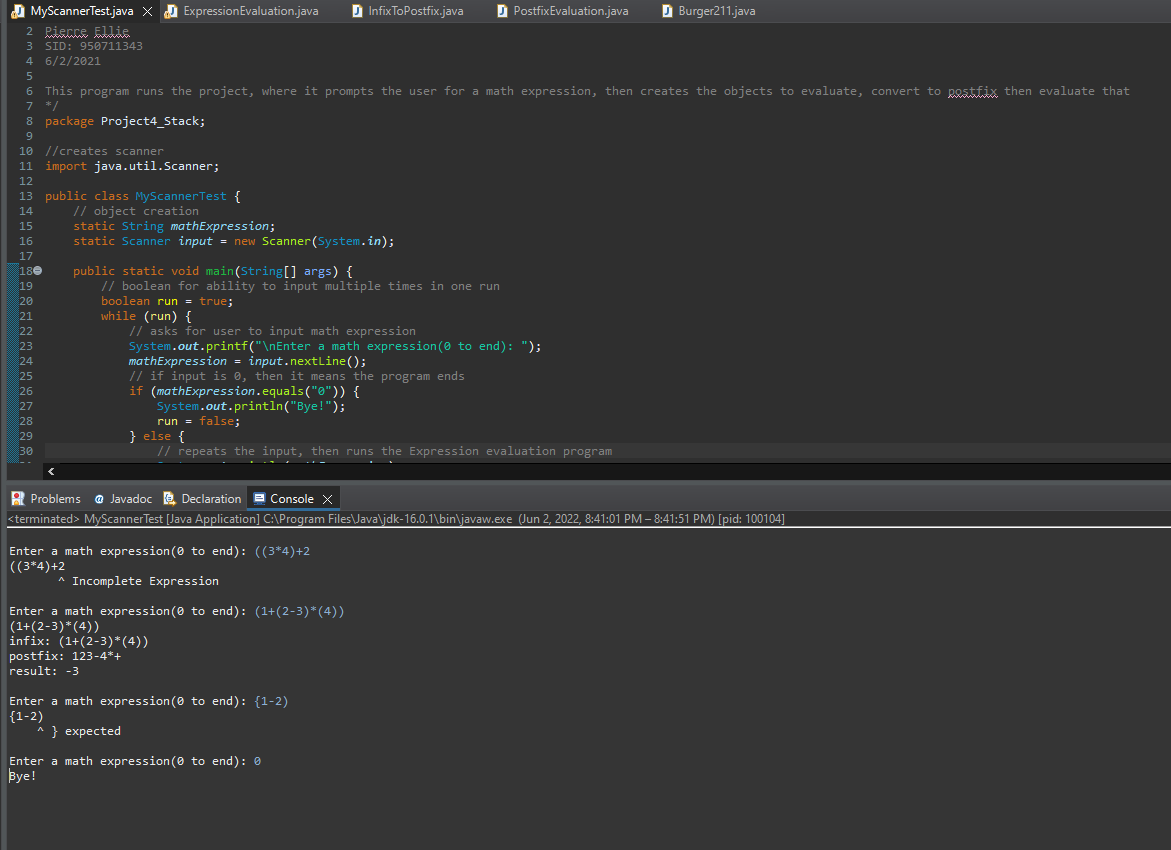 MyScannerTest.java ExpressionEvaluation.java InfixToPostfix.java PostfixEvaluation.java Burger211.java
2 Pierre Ellie
3 SID: 950711343
4 6/2/2021
5
6 This program runs the project, where it prompts the user for a math expression, then creates the objects to evaluate, convert to postfix then evaluate that
7 */
8 package Project4_Stack;
9
10 //creates scanner
11 import java.util.Scanner;
12
13 public class MyScannerTest {
14     // object creation
15     static String mathExpression;
16     static Scanner input = new Scanner(System.in);
17
18     public static void main(String[] args) {
19         // boolean for ability to input multiple times in one run
20         boolean run = true;
21         while (run) {
22             // asks for user to input math expression
23             System.out.printf("\nEnter a math expression(0 to end): ");
24             mathExpression = input.nextLine();
25             // if input is 0, then it means the program ends
26             if (mathExpression.equals("0")) {
27                 System.out.println("Bye!");
28                 run = false;
29             } else {
30                 // repeats the input, then runs the Expression evaluation program
Problems Javadoc Declaration Console
<terminated> MyScannerTest [Java Application] C:\Program Files\Java\jdk-16.0.1\bin\javaw.exe (Jun 2, 2022, 8:41:01 PM – 8:41:51 PM) [pid: 100104]
Enter a math expression(0 to end): ((3*4)+2
((3*4)+2
       ^ Incomplete Expression
Enter a math expression(0 to end): (1+(2-3)*(4))
(1+(2-3)*(4))
infix: (1+(2-3)*(4))
postfix: 123-4*+
result: -3
Enter a math expression(0 to end): {1-2)
{1-2)
    ^ } expected
Enter a math expression(0 to end): 0
Bye!